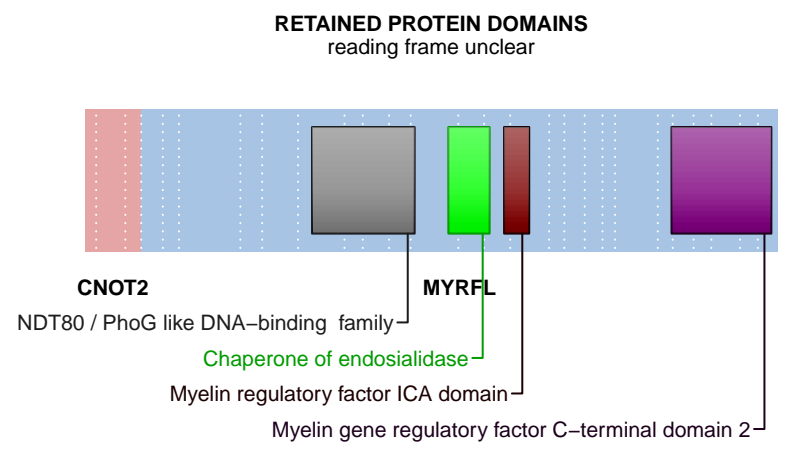 RETAINED PROTEIN DOMAINS
reading frame unclear
CNOT2 MYRFL
NDT80 / PhoG like DNA−binding  family
Chaperone of endosialidase
Myelin regulatory factor ICA domain
Myelin gene regulatory factor C−terminal domain 2